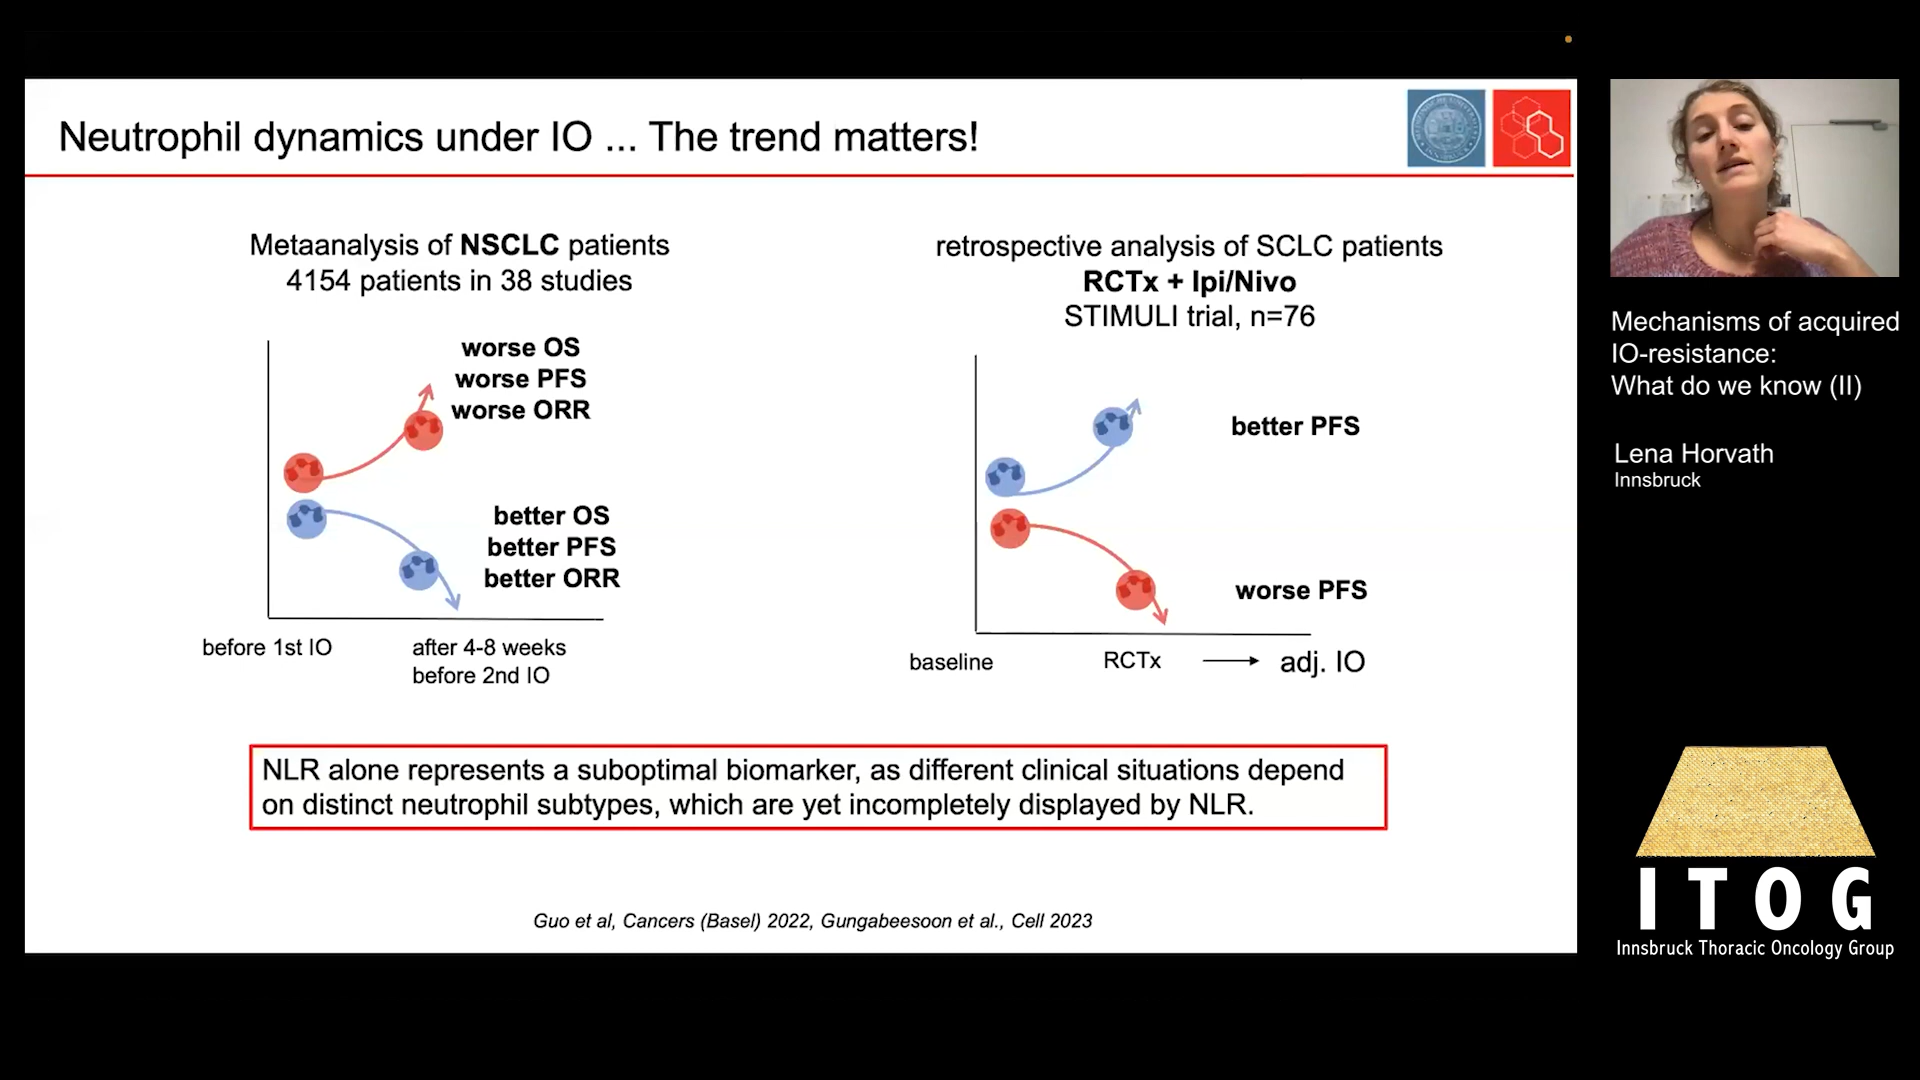 Neutrophil dynamics under IO ... The trend matters!
Metaanalysis of NSCLC patients
4154 patients in 38 studies
worse OS
worse PFS
worse ORR
better OS
better PFS
better ORR
before 1st IO
after 4-8 weeks
before 2nd IO
retrospective analysis of SCLC patients
RCTx + Ipi/Nivo
STIMULI trial, n=76
better PFS
worse PFS
baseline
RCTx
adj. IO
NLR alone represents a suboptimal biomarker, as different clinical situations depend
on distinct neutrophil subtypes, which are yet incompletely displayed by NLR.
Guo et al, Cancers (Basel) 2022, Gungabeesoon et al., Cell 2023
Mechanisms of acquired
IO-resistance:
What do we know (II)
Lena Horvath
Innsbruck
ITOG
Innsbruck Thoracic Oncology Group